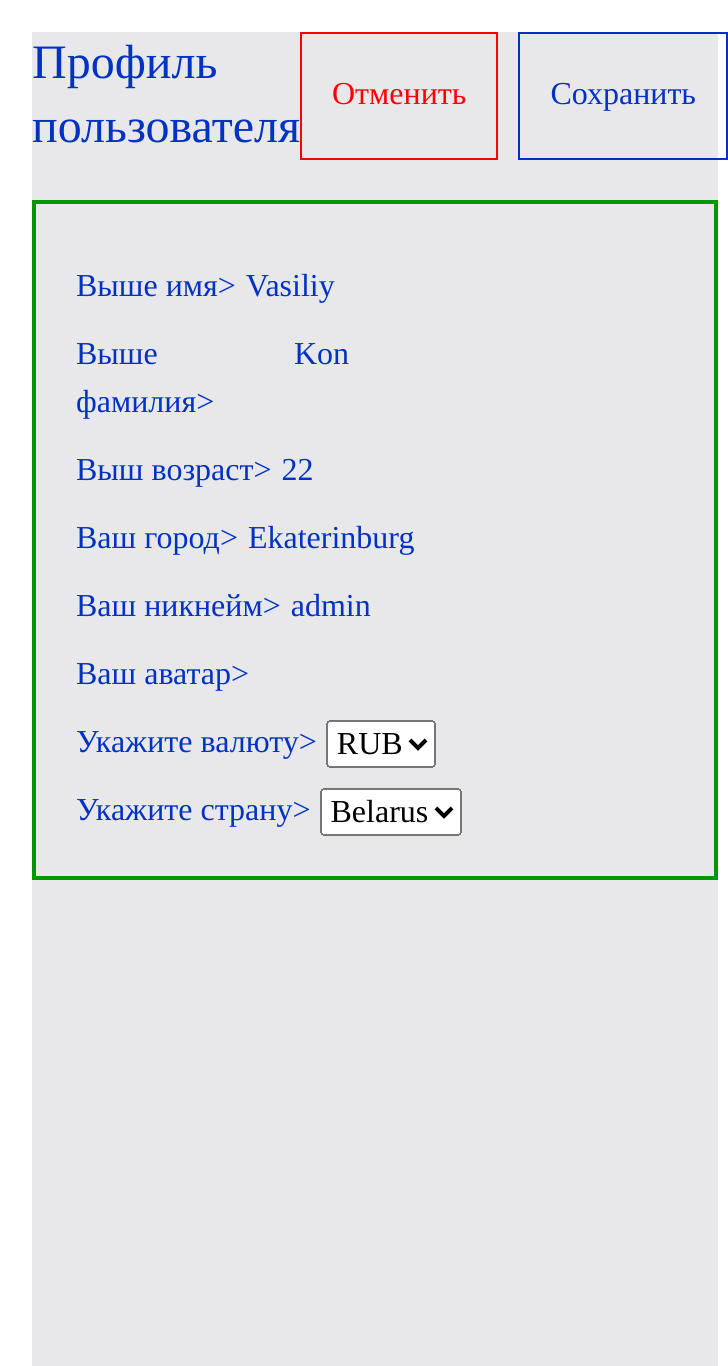 Профиль
пользователя
Отменить
Сохранить
Выше имя> Vasiliy
Выше Kon
фамилия>
Выш возраст> 22
Ваш город> Ekaterinburg
Ваш никнейм> admin
Ваш аватар>
Укажите валюту> RUB
Укажите страну> Belarus